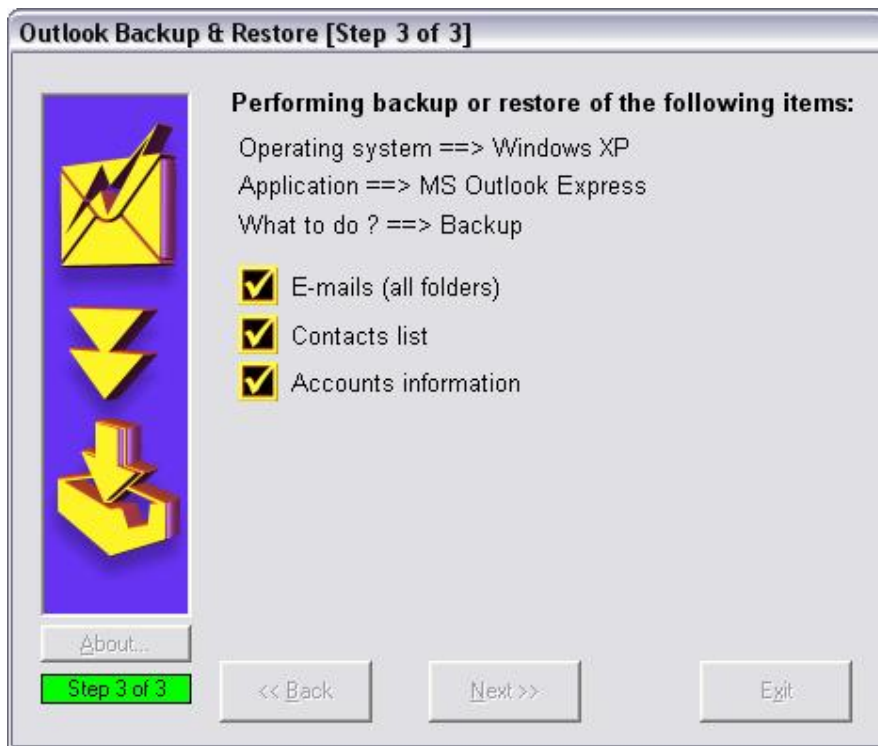 Outlook Backup & Restore [Step 3 of 3]
Performing backup or restore of the following items:
Operating system ==> Windows XP
Application ==> MS Outlook Express
What to do ? ==> Backup
E-mails (all folders)
Contacts list
Accounts information
About...
Step 3 of 3
<< Back
Next >>
Exit